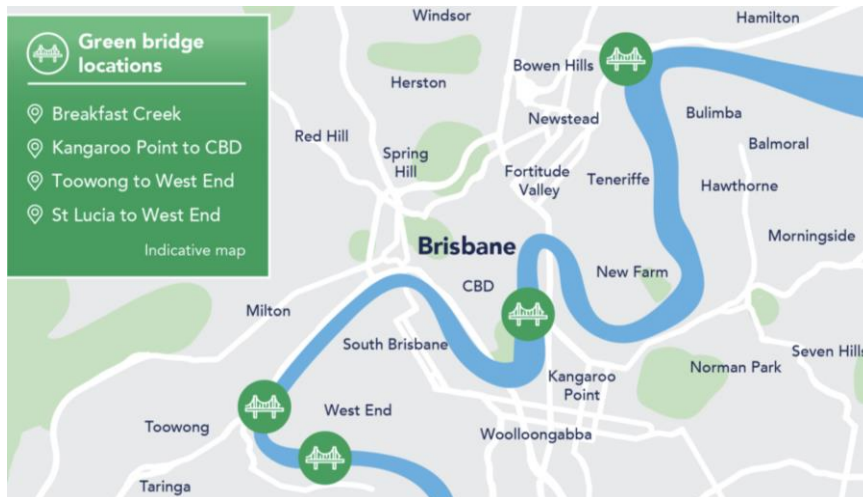 Green bridge
locations
Breakfast Creek
Kangaroo Point to CBD
Toowong to West End
St Lucia to West End
Indicative map
Windsor
Hamilton
Bowen Hills
Herston
Newstead
Bulimba
Red Hill
Balmoral
Spring
Hill
Fortitude
Valley
Teneriffe
Hawthorne
Brisbane
Morningside
New Farm
CBD
Milton
South Brisbane
Seven Hills
Norman Park
Kangaroo
Point
West End
Toowong
Woolloongabba
Taringa